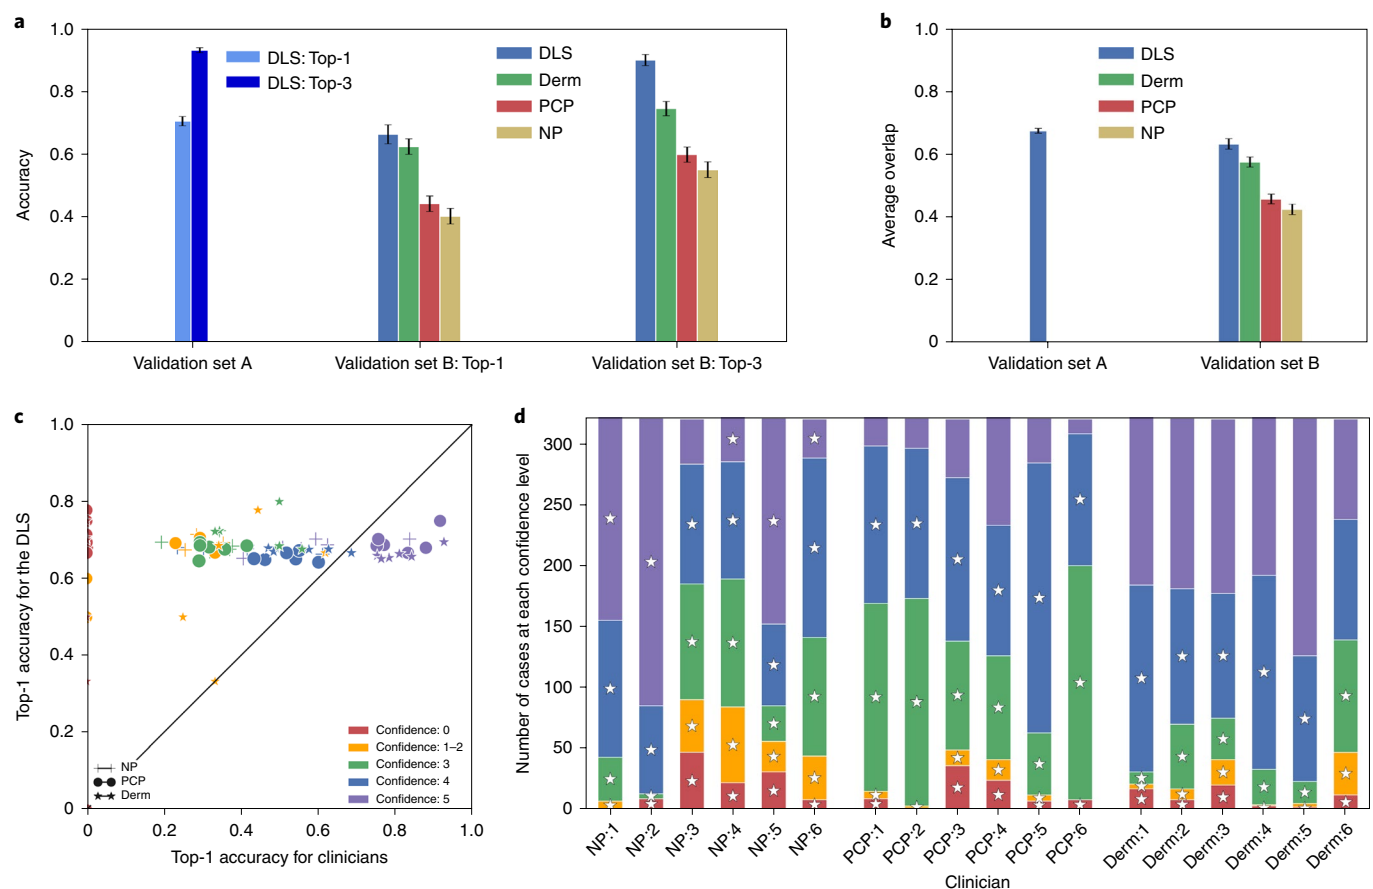 a
1.0
0.8
0.6
0.4
0.2
0
Accuracy
DLS: Top-1
DLS: Top-3
DLS
Derm
PCP
NP
Validation set A
Validation set B: Top-1
Validation set B: Top-3
b
1.0
0.8
0.6
0.4
0.2
0
Average overlap
DLS
Derm
PCP
NP
Validation set A
Validation set B
c
1.0
0.8
0.6
0.4
0.2
0
Top-1 accuracy for the DLS
NP
PCP
Derm
Confidence: 0
Confidence: 1–2
Confidence: 3
Confidence: 4
Confidence: 5
0
0.2
0.4
0.6
0.8
1.0
Top-1 accuracy for clinicians
d
300
250
200
150
100
50
0
Number of cases at each confidence level
NP:1
NP:2
NP:3
NP:4
NP:5
NP:6
PCP:1
PCP:2
PCP:3
PCP:4
PCP:5
PCP:6
Derm:1
Derm:2
Derm:3
Derm:4
Derm:5
Derm:6
Clinician